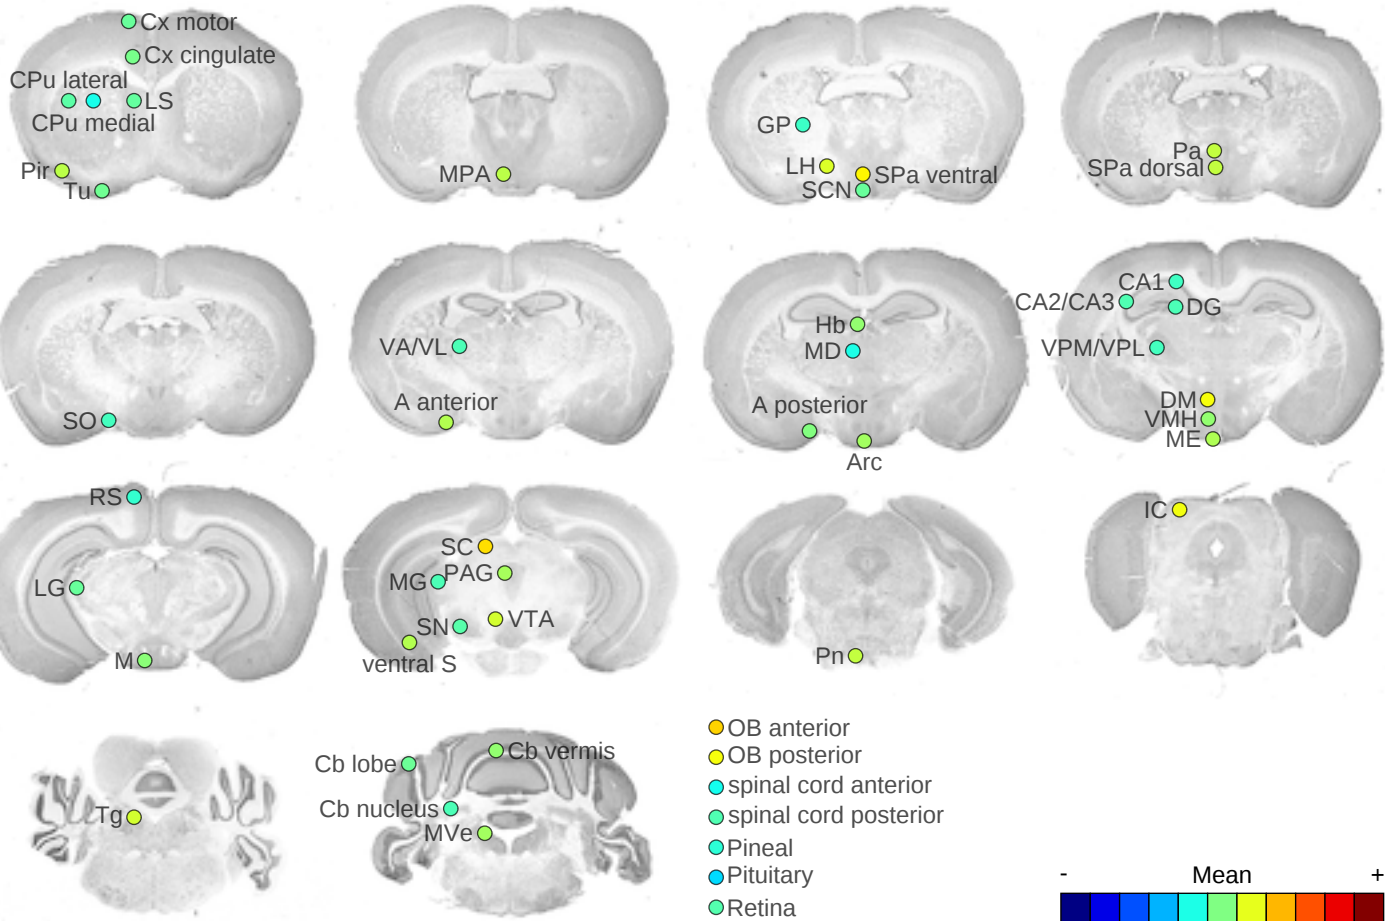 Cx motor
Cx cingulate
CPu lateral
LS
CPu medial
Pir
Tu
MPA
GP
LH
SPa ventral
SCN
Pa
SPa dorsal
SO
VA/VL
A anterior
Hb
MD
A posterior
Arc
CA1
CA2/CA3
DG
VPM/VPL
DM
VMH
ME
RS
LG
M
SC
PAG
MG
VTA
SN
ventral S
Pn
IC
Tg
Cb lobe
Cb vermis
Cb nucleus
MVe
OB anterior
OB posterior
spinal cord anterior
spinal cord posterior
Pineal
Pituitary
Retina
- Mean +